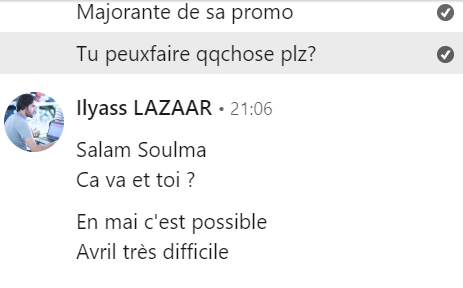 Majorante de sa promo
Tu peuxfaire qqchose plz?
Ilyass LAZAAR • 21:06
Salam Soulma
Ca va et toi ?
En mai c'est possible
Avril très difficile